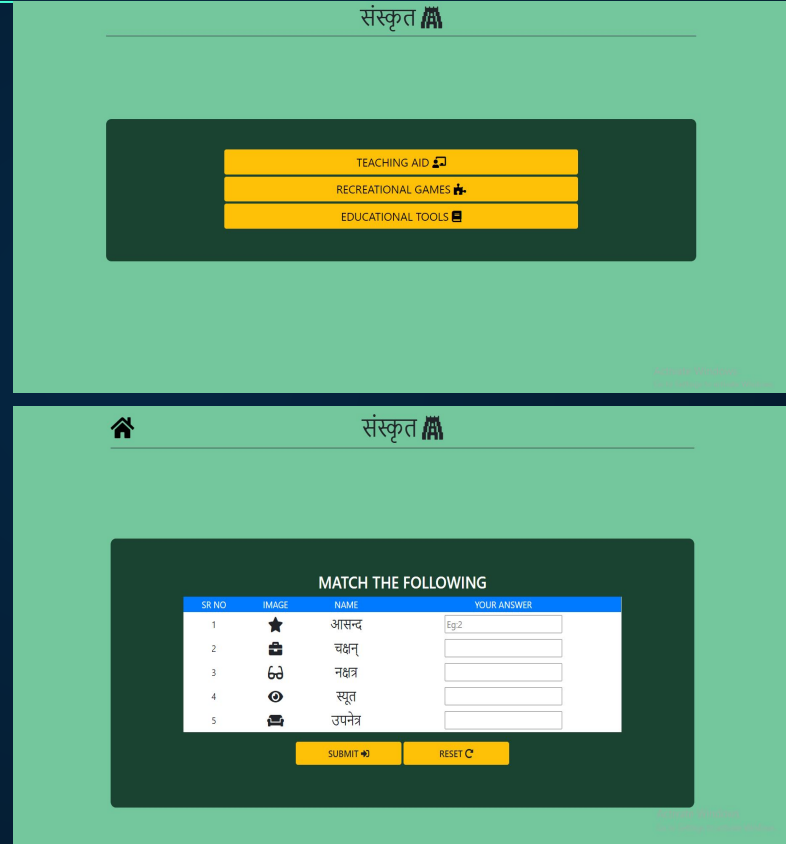 संस्कृत
TEACHING AID
RECREATIONAL GAMES
EDUCATIONAL TOOLS
संस्कृत
MATCH THE FOLLOWING
SR NO IMAGE NAME YOUR ANSWER
1 आसन्द Eg:2
2 चक्षन्
3 नक्षत्र
4 स्यूत
5 उपनेत्र
SUBMIT RESET